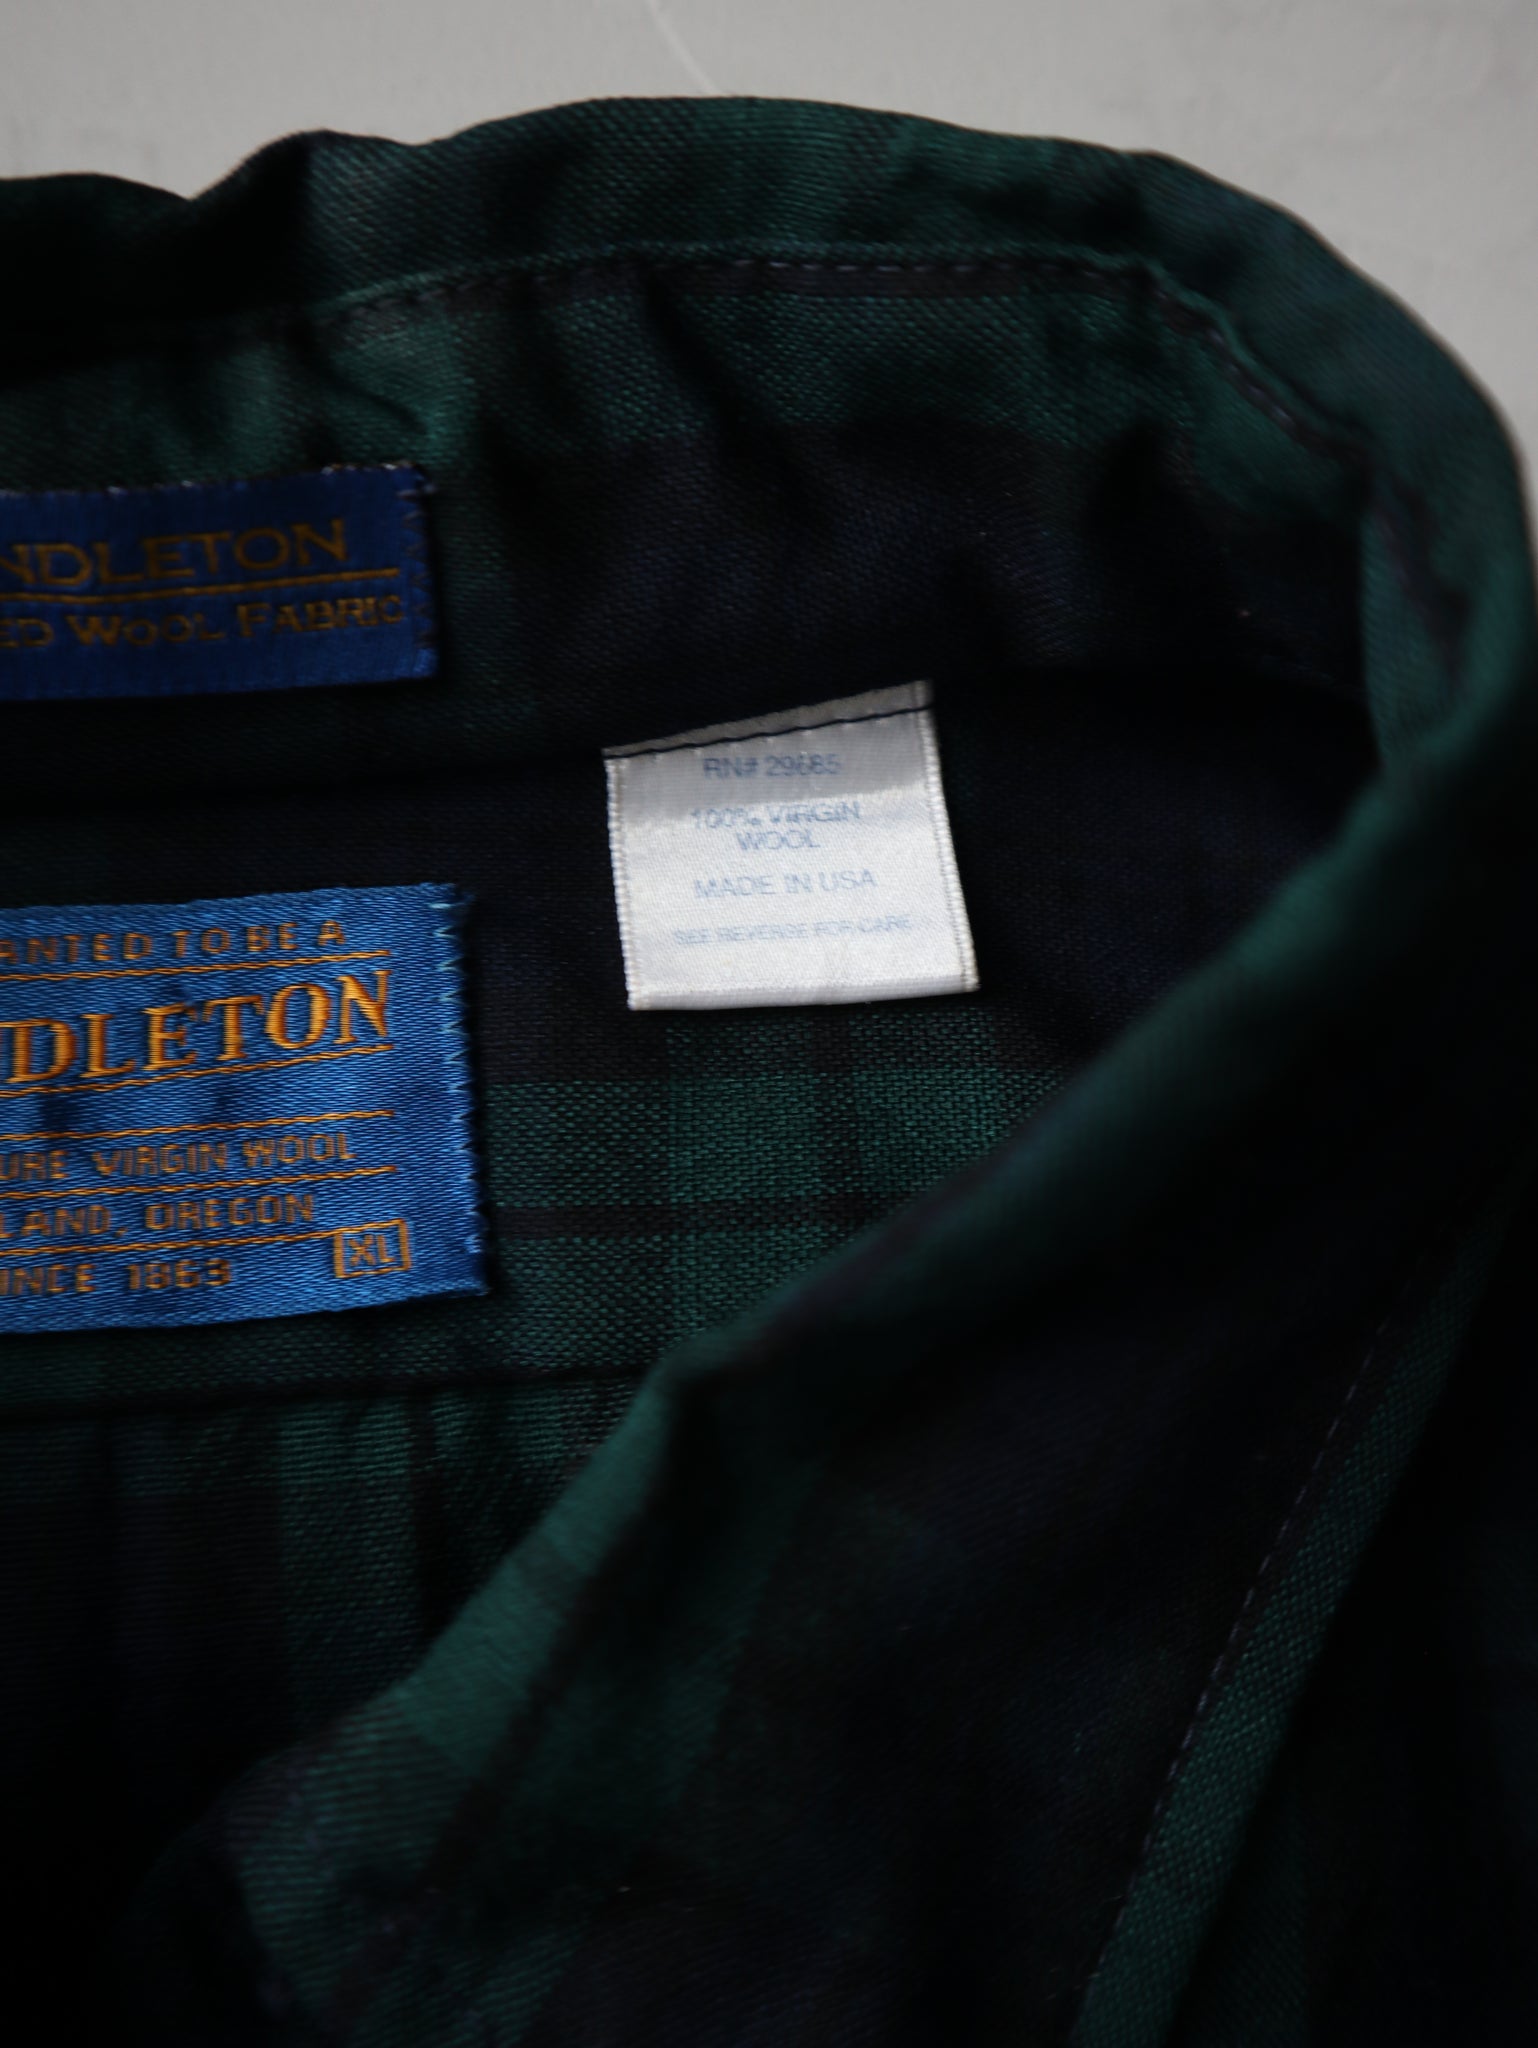 NDLETON
ED WOOL FABRIC
RN# 29685
100% VIRGIN
WOOL
MADE IN USA
SEE REVERSE FOR CARE
ANTED TO BE A
DLETON
URE VIRGIN WOOL
LAND, OREGON
INCE 1863
XL